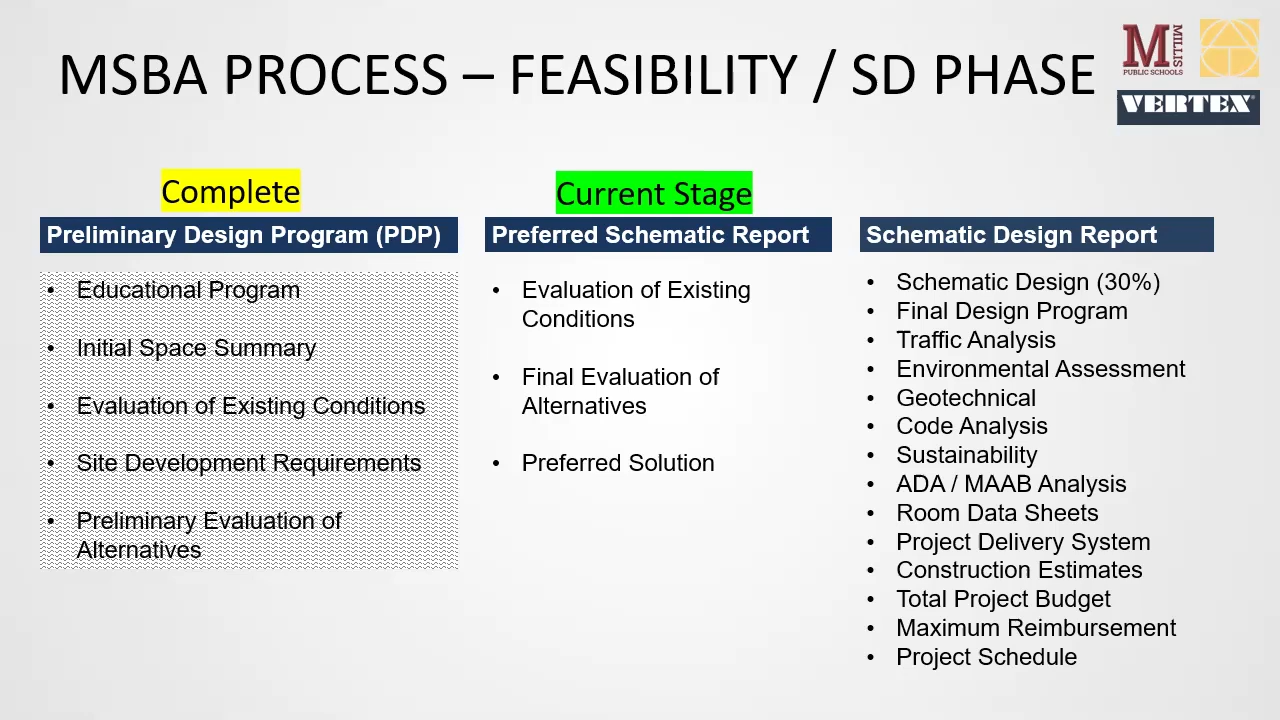 MSBA PROCESS – FEASIBILITY / SD PHASE
M
MILLIS
PUBLIC SCHOOLS
VERTEX®
Complete
Preliminary Design Program (PDP)
• Educational Program
• Initial Space Summary
• Evaluation of Existing Conditions
• Site Development Requirements
• Preliminary Evaluation of
Alternatives
Current Stage
Preferred Schematic Report
• Evaluation of Existing
Conditions
• Final Evaluation of
Alternatives
• Preferred Solution
Schematic Design Report
• Schematic Design (30%)
• Final Design Program
• Traffic Analysis
• Environmental Assessment
• Geotechnical
• Code Analysis
• Sustainability
• ADA / MAAB Analysis
• Room Data Sheets
• Project Delivery System
• Construction Estimates
• Total Project Budget
• Maximum Reimbursement
• Project Schedule